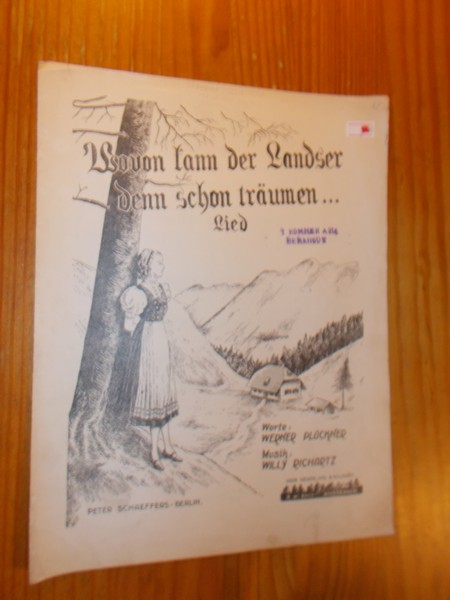 Wovon kann der Landser
denn schon träumen...
Lied
Worte:
WERNER PLÜCKER
Musik:
WILLY RICHARTZ
PETER SCHAEFFERS-BERLIN